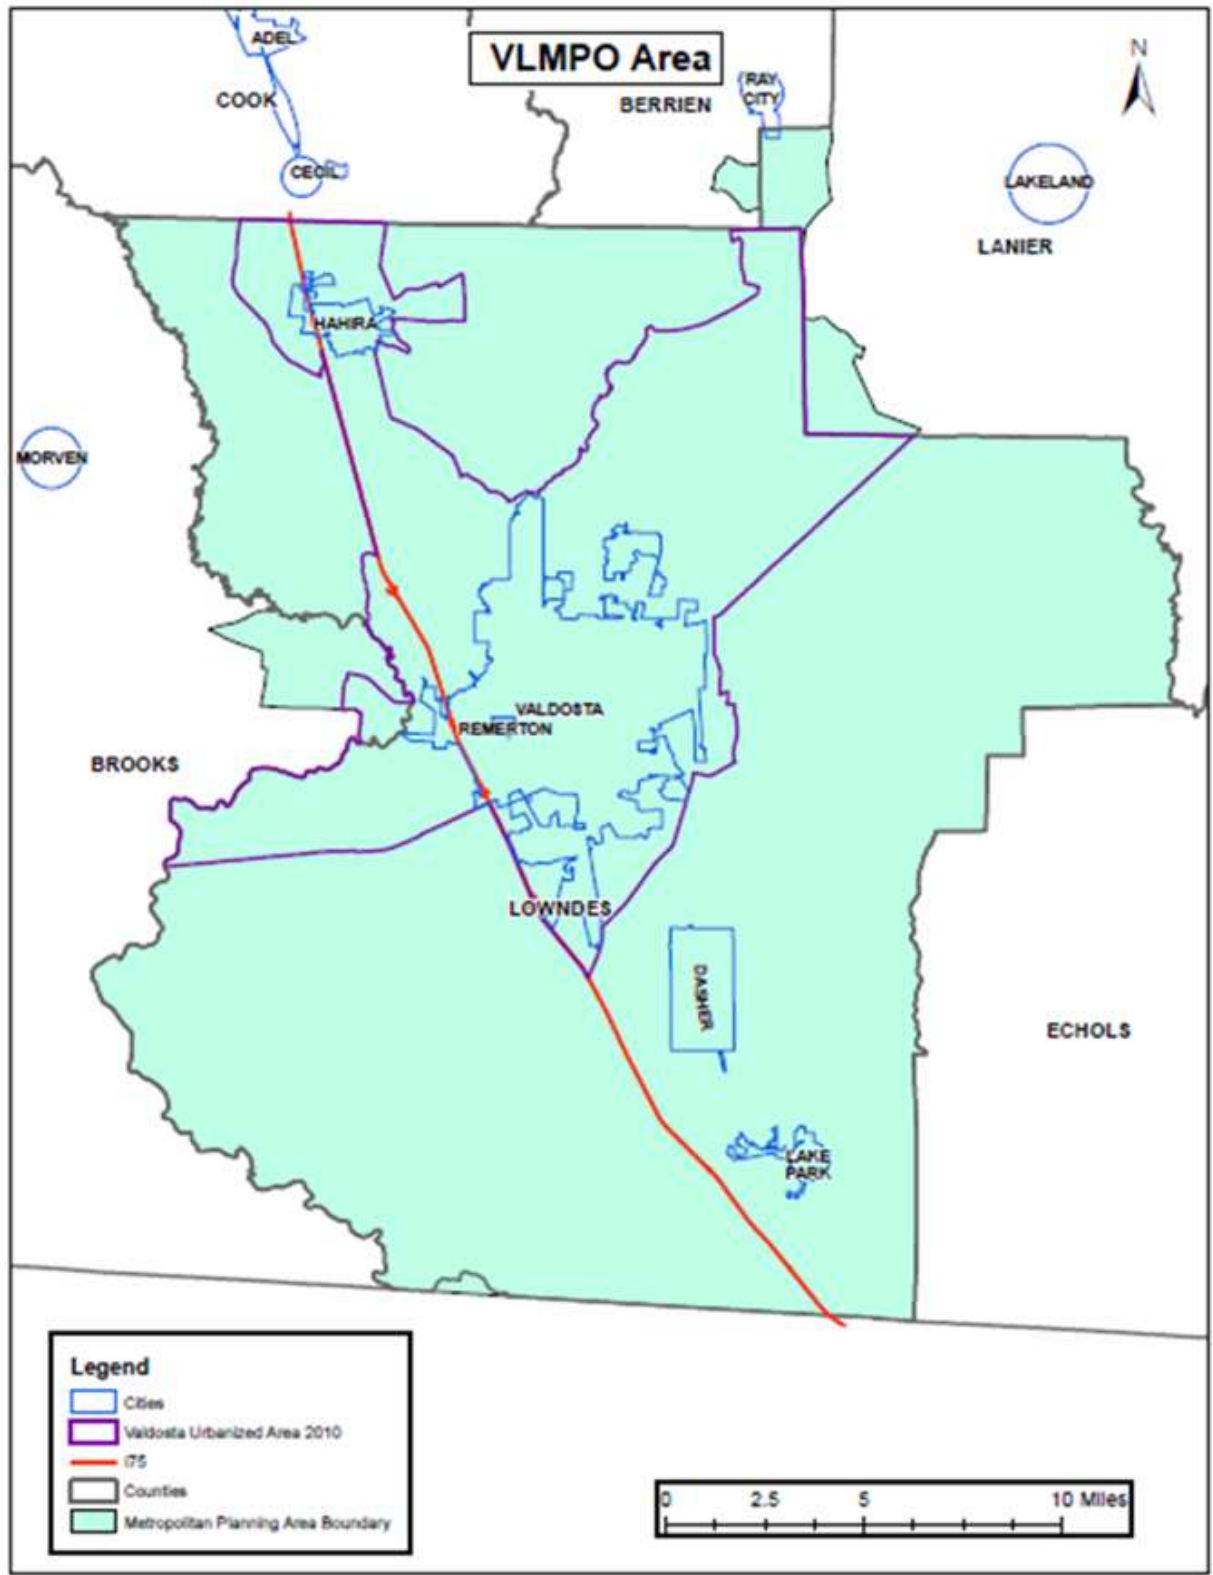 ADEL
VLMPO Area
N
COOK
BERRIEN
RAY
CITY
CECIL
LAKELAND
LANIER
HAHIRA
MORVEN
VALDOSTA
REMERTON
BROOKS
LOWNDES
DASHER
ECHOLS
LAKE
PARK
Legend
Cities
Valdosta Urbanized Area 2010
I75
Counties
Metropolitan Planning Area Boundary
0 2.5 5 10 Miles